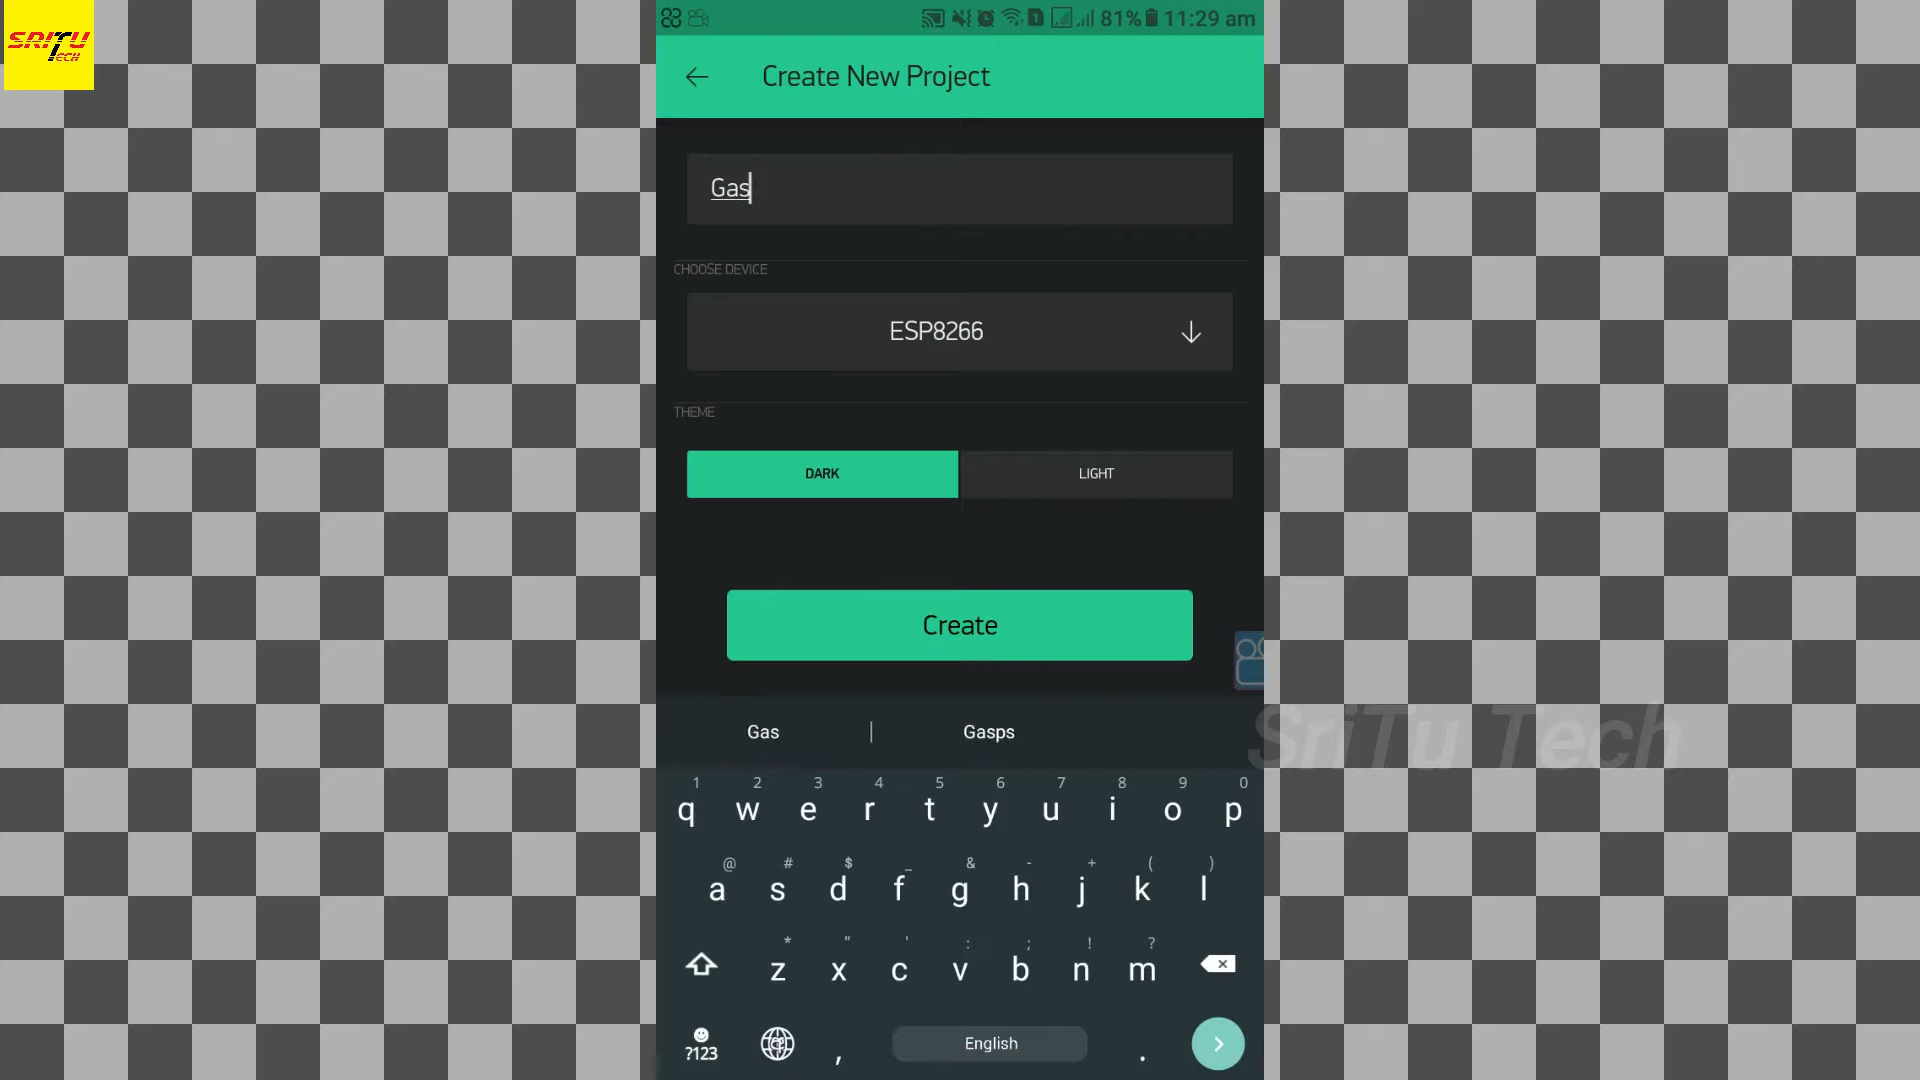 SRITU
TECH
1 81% 11:29 am
Create New Project
Gas
CHOOSE DEVICE
ESP8266
THEME
DARK LIGHT
Create
Gas | Gasps
SriTu Tech
1 2 3 4 5 6 7 8 9 0
q w e r t y u i o p
@ # $ _ & - + ( )
a s d f g h j k l
* " ' : ; ! ?
z x c v b n m
?123 , English .